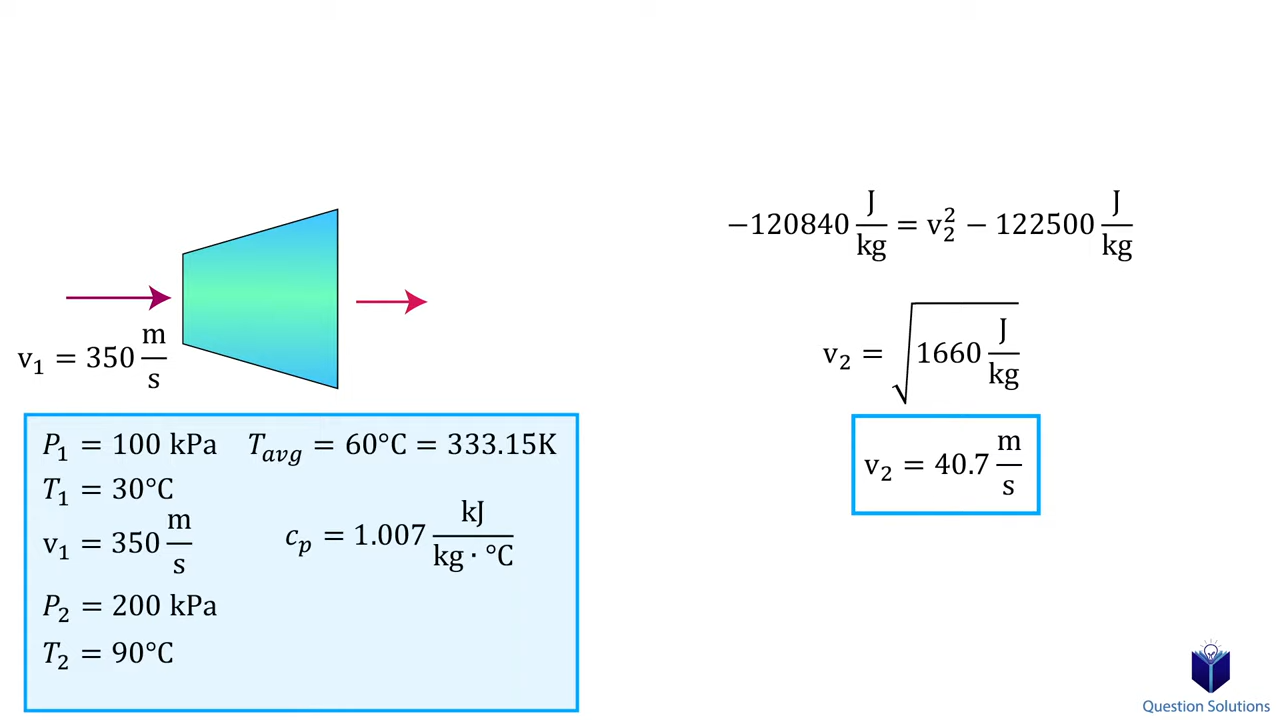 v₁ = 350 m/s
P₁ = 100 kPa T_avg = 60°C = 333.15K
T₁ = 30°C
v₁ = 350 m/s
c_p = 1.007 kJ/kg · °C
P₂ = 200 kPa
T₂ = 90°C
−120840 J/kg = v₂² − 122500 J/kg
v₂ = √(1660 J/kg)
v₂ = 40.7 m/s
Question Solutions